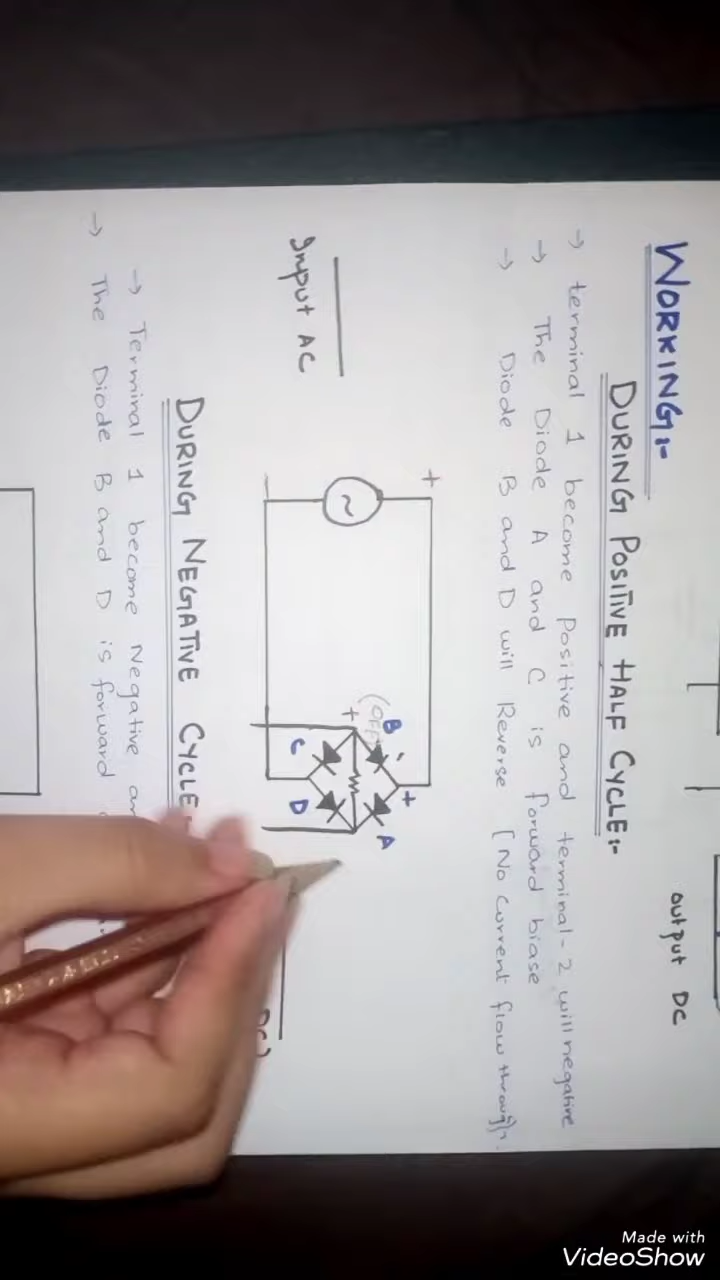 output DC
WORKING:-
DURING POSITIVE HALF CYCLE:-
→ terminal 1 become positive and terminal-2 will negative
→ The Diode A and C is forward biase
→ Diode B and D will Reverse [No current flow through.
+
+
B
A
(OFF)
+
~
C
D
Input AC
DC)
DURING NEGATIVE CYCLE:-
→ Terminal 1 become Negative an
→ The Diode B and D is forward
Made with
VideoShow